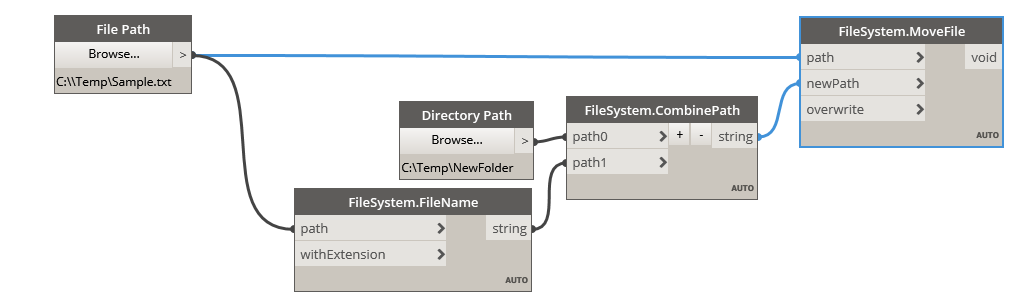 File Path
Browse... >
C:\\Temp\Sample.txt
FileSystem.MoveFile
path > void
newPath >
overwrite >
AUTO
Directory Path
Browse... >
C:\Temp\NewFolder
FileSystem.CombinePath
path0 > + - string
path1 >
AUTO
FileSystem.FileName
path > string
withExtension >
AUTO